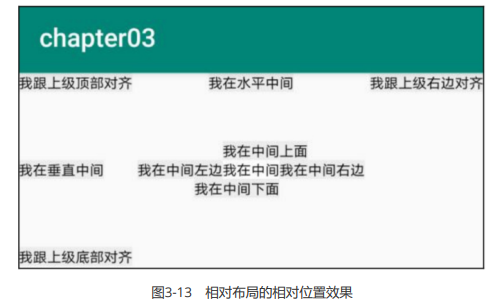 chapter03
我跟上级顶部对齐 我在水平中间 我跟上级右边对齐
我在中间上面
我在垂直中间 我在中间左边我在中间我在中间右边
我在中间下面
我跟上级底部对齐
图3-13 相对布局的相对位置效果